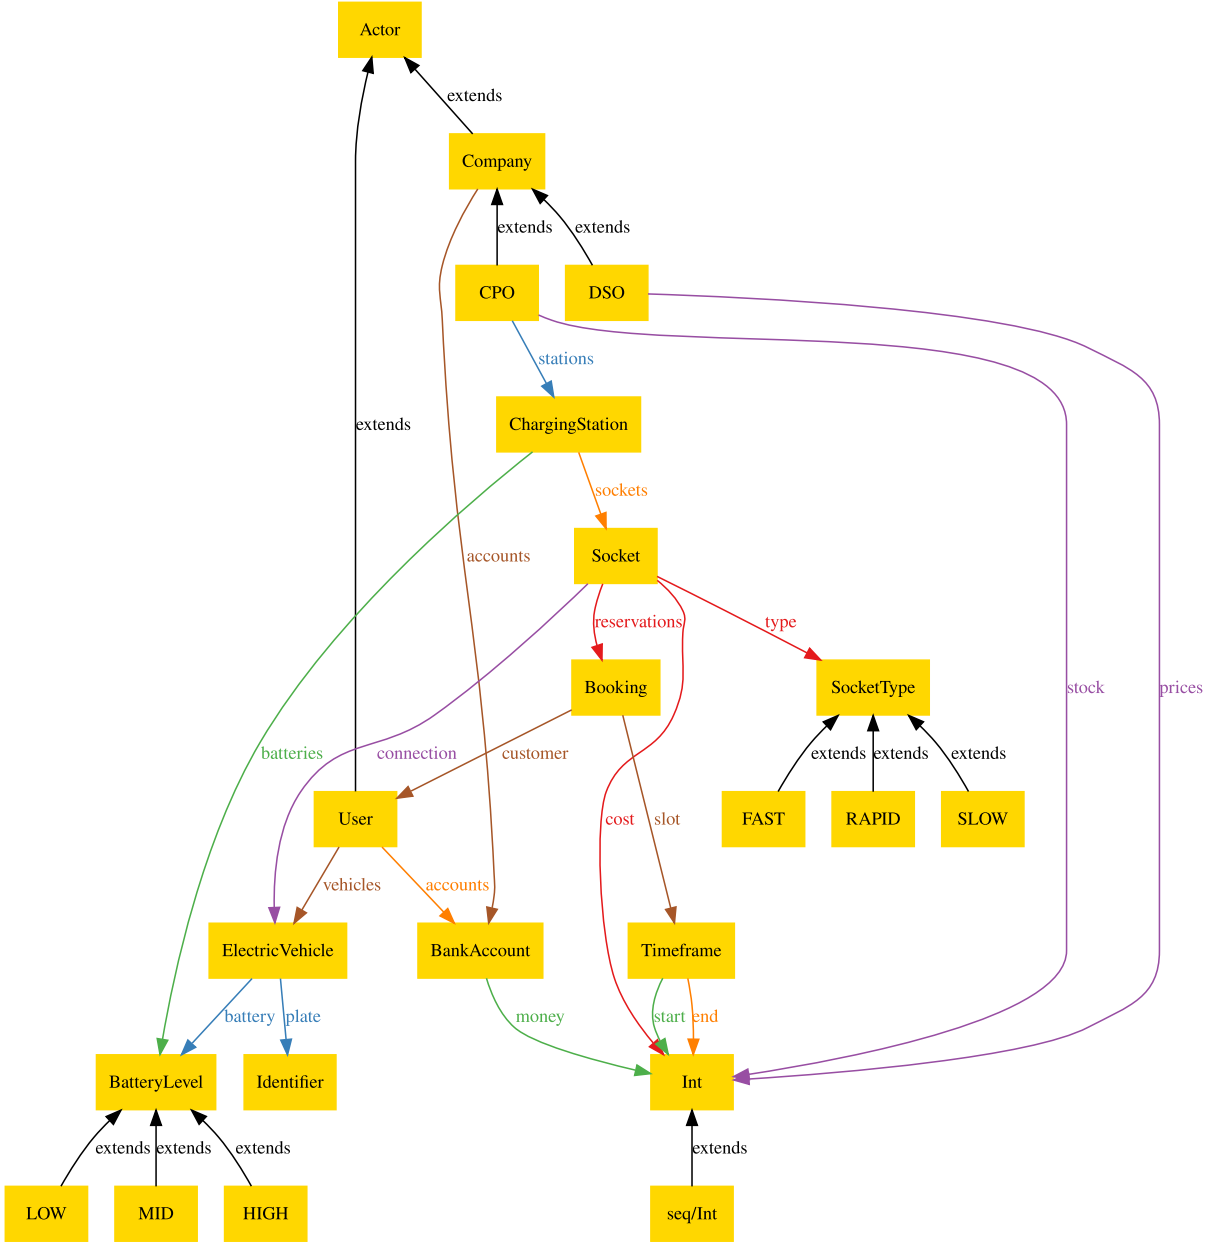 Actor
extends
Company
extends
extends
CPO
DSO
stations
extends
ChargingStation
sockets
accounts
Socket
reservations
type
Booking
SocketType
stock
prices
batteries
connection
customer
extends
extends
extends
User
cost
slot
FAST
RAPID
SLOW
vehicles
accounts
ElectricVehicle
BankAccount
Timeframe
battery
plate
money
start
end
BatteryLevel
Identifier
Int
extends
extends
extends
extends
LOW
MID
HIGH
seq/Int